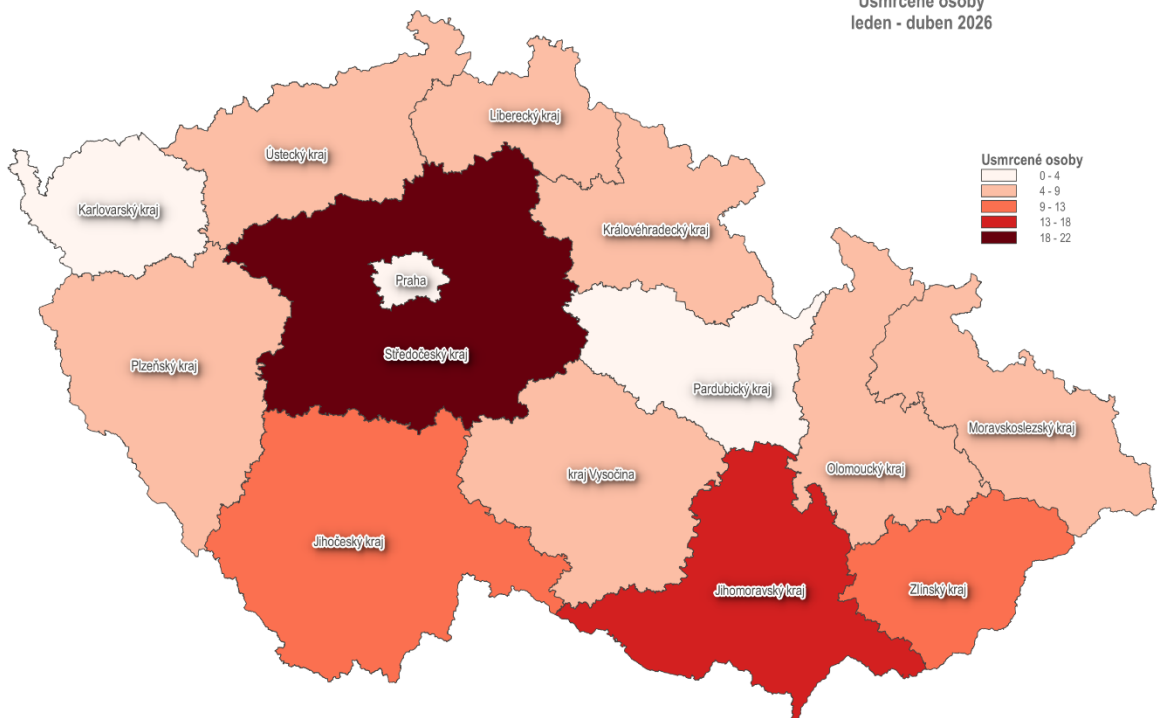 Usmrcené osoby
leden - duben 2026
Liberecký kraj
Ústecký kraj
Usmrcené osoby
0 - 4
4 - 9
9 - 13
13 - 18
18 - 22
Karlovarský kraj
Královéhradecký kraj
Praha
Středočeský kraj
Plzeňský kraj
Pardubický kraj
Moravskoslezský kraj
Olomoucký kraj
kraj Vysočina
Jihočeský kraj
Jihomoravský kraj
Zlínský kraj